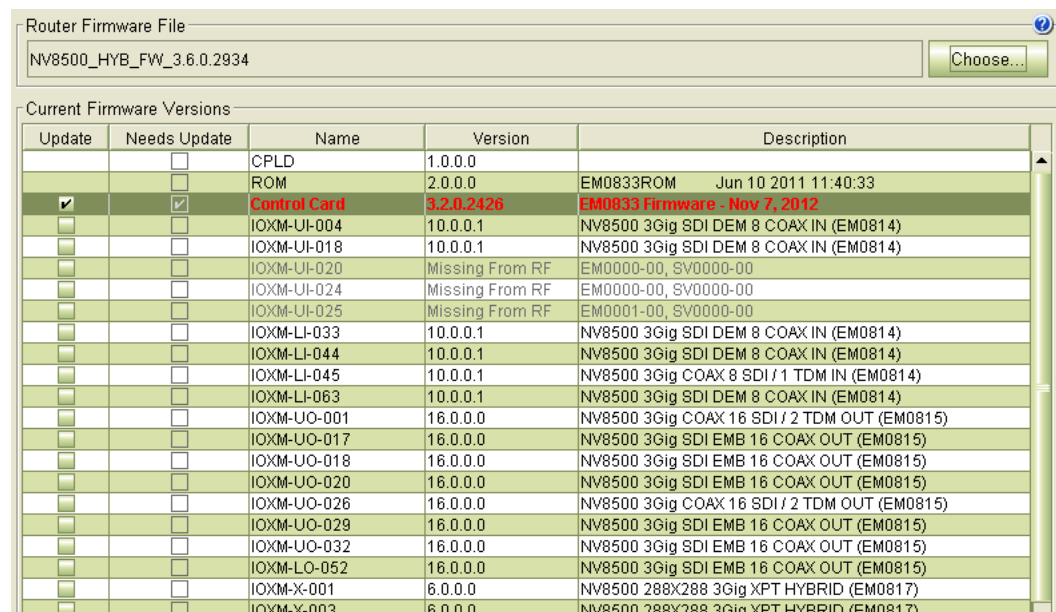 Router Firmware File
NV8500_HYB_FW_3.6.0.2934 Choose...
Current Firmware Versions
Update Needs Update Name Version Description
CPLD 1.0.0.0
ROM 2.0.0.0 EM0833ROM Jun 10 2011 11:40:33
Control Card 3.2.0.2426 EM0833 Firmware - Nov 7, 2012
IOXM-UI-004 10.0.0.1 NV8500 3Gig SDI DEM 8 COAX IN (EM0814)
IOXM-UI-018 10.0.0.1 NV8500 3Gig SDI DEM 8 COAX IN (EM0814)
IOXM-UI-020 Missing From RF EM0000-00, SV0000-00
IOXM-UI-024 Missing From RF EM0000-00, SV0000-00
IOXM-UI-025 Missing From RF EM0001-00, SV0000-00
IOXM-LI-033 10.0.0.1 NV8500 3Gig SDI DEM 8 COAX IN (EM0814)
IOXM-LI-044 10.0.0.1 NV8500 3Gig SDI DEM 8 COAX IN (EM0814)
IOXM-LI-045 10.0.0.1 NV8500 3Gig COAX 8 SDI / 1 TDM IN (EM0814)
IOXM-LI-063 10.0.0.1 NV8500 3Gig SDI DEM 8 COAX IN (EM0814)
IOXM-UO-001 16.0.0.0 NV8500 3Gig COAX 16 SDI / 2 TDM OUT (EM0815)
IOXM-UO-017 16.0.0.0 NV8500 3Gig SDI EMB 16 COAX OUT (EM0815)
IOXM-UO-018 16.0.0.0 NV8500 3Gig SDI EMB 16 COAX OUT (EM0815)
IOXM-UO-020 16.0.0.0 NV8500 3Gig SDI EMB 16 COAX OUT (EM0815)
IOXM-UO-026 16.0.0.0 NV8500 3Gig COAX 16 SDI / 2 TDM OUT (EM0815)
IOXM-UO-029 16.0.0.0 NV8500 3Gig SDI EMB 16 COAX OUT (EM0815)
IOXM-UO-032 16.0.0.0 NV8500 3Gig SDI EMB 16 COAX OUT (EM0815)
IOXM-LO-052 16.0.0.0 NV8500 3Gig SDI EMB 16 COAX OUT (EM0815)
IOXM-X-001 6.0.0.0 NV8500 288X288 3Gig XPT HYBRID (EM0817)
IOXM-X-003 6.0.0.0 NV8500 288X288 3Gig XPT HYBRID (EM0817)